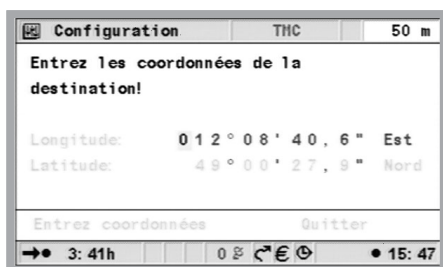 Configuration TMC 50 m
Entrez les coordonnées de la
destination!
Longitude: 012°08'40,6" Est
Latitude: 49°00'27,9" Nord
Entrez coordonnées Quitter
3:41h 0 € 15:47